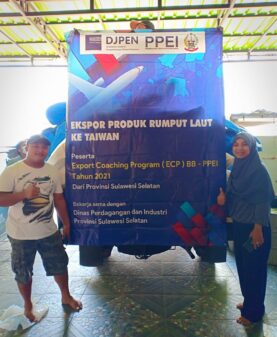 DJPEN PPEI
EKSPOR PRODUK RUMPUT LAUT
KE TAIWAN
Peserta
Export Coaching Program ( ECP ) BB - PPEI
Tahun 2021
Dari Provinsi Sulawesi Selatan
Bekerja sama dengan
Dinas Perdagangan dan Industri
Provinsi Sulawesi Selatan